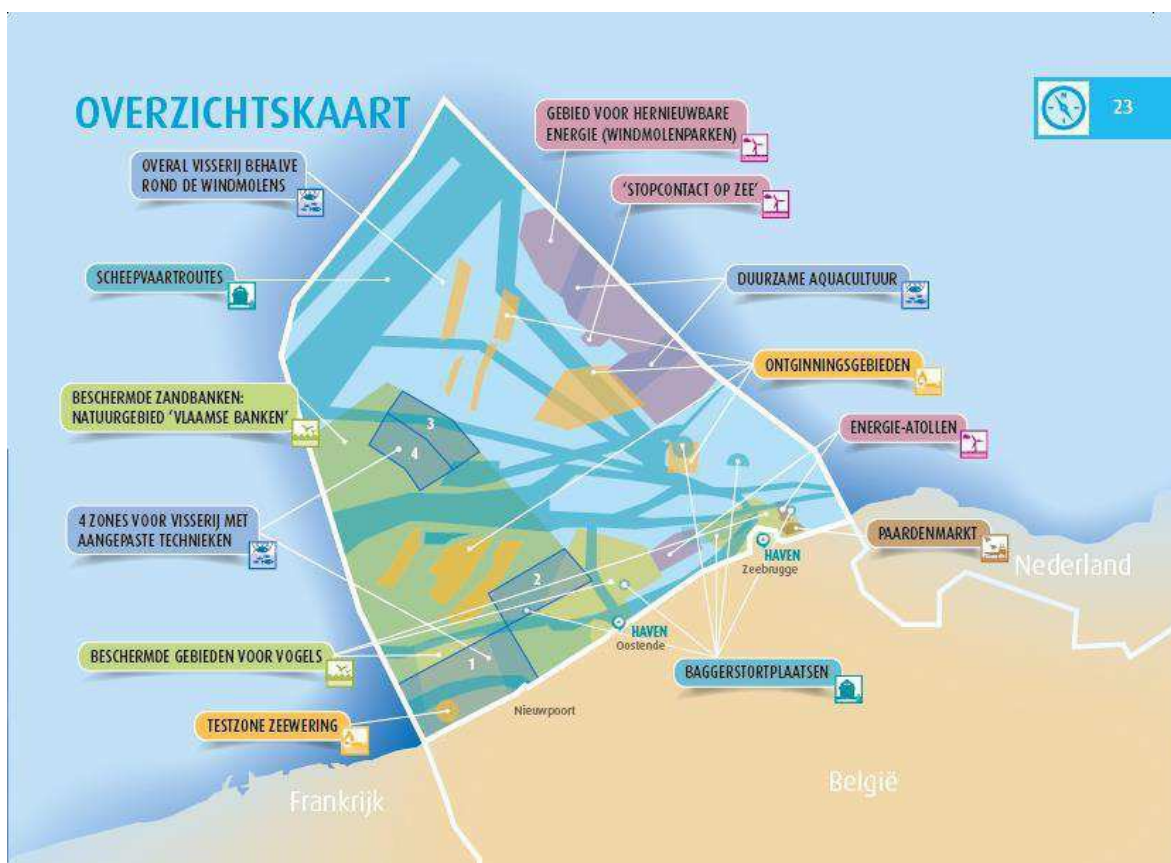 OVERZICHTSKAART
23
GEBIED VOOR HERNIEUWBARE
ENERGIE (WINDMOLENPARKEN)
OVERAL VISSERIJ BEHALVE
ROND DE WINDMOLENS
'STOPCONTACT OP ZEE'
SCHEEPVAARTROUTES
DUURZAME AQUACULTUUR
ONTGINNINGSGEBIEDEN
BESCHERMDE ZANDBANKEN:
NATUURGEBIED 'VLAAMSE BANKEN'
3
4
ENERGIE-ATOLLEN
4 ZONES VOOR VISSERIJ MET
AANGEPASTE TECHNIEKEN
PAARDENMARKT
HAVEN
Zeebrugge
Nederland
2
HAVEN
Oostende
BESCHERMDE GEBIEDEN VOOR VOGELS
1
BAGGERSTORTPLAATSEN
Nieuwpoort
TESTZONE ZEEWERING
België
Frankrijk